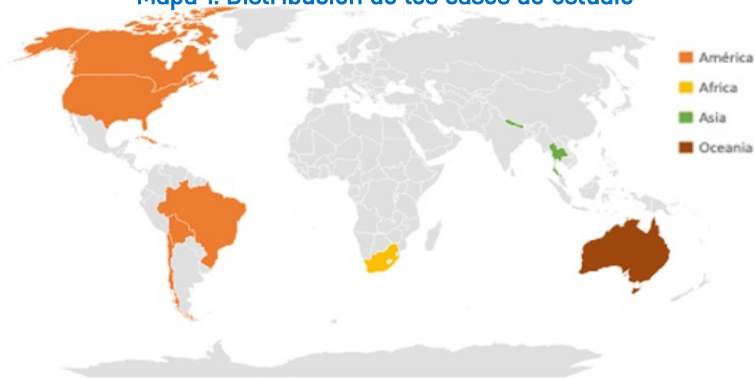 Mapa 1. Distribución de los casos de estudio
América
Africa
Asia
Oceania